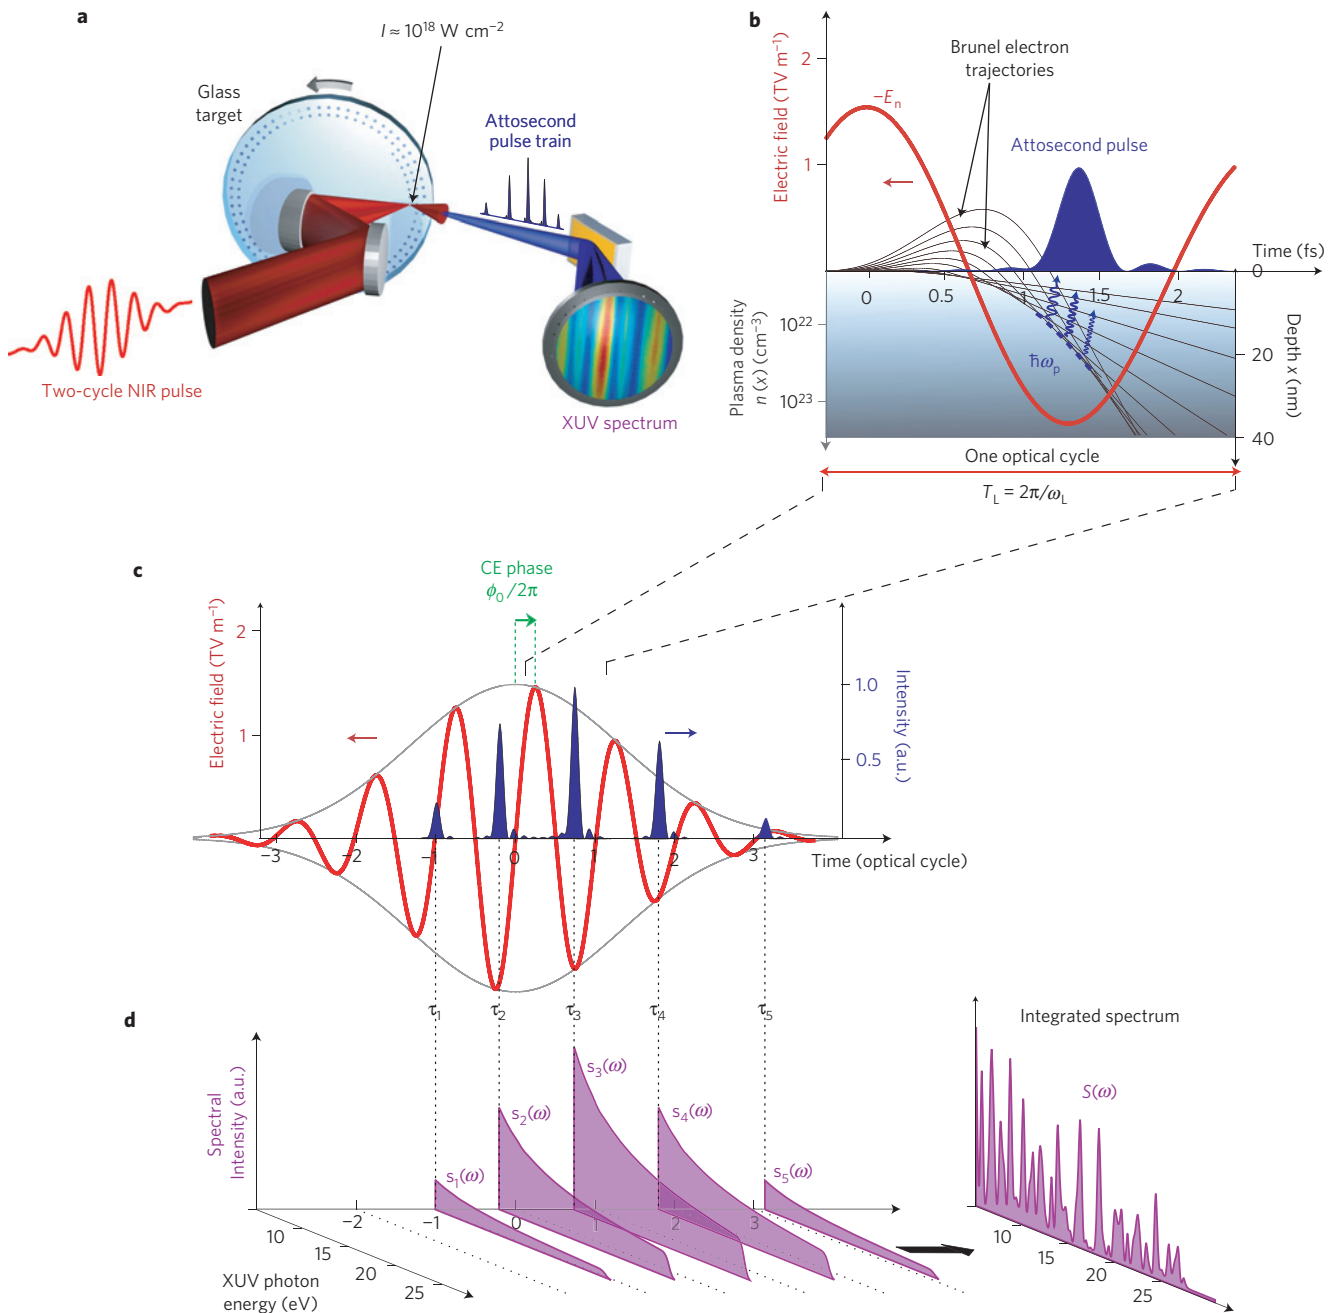 a
I ≈ 10¹⁸ W cm⁻²
Glass
target
Attosecond
pulse train
Two-cycle NIR pulse
XUV spectrum
b
Electric field (TV m⁻¹)
2
1
−Eₙ
Brunel electron
trajectories
Attosecond pulse
Time (fs)
0
0
0.5
1
1.5
2
Plasma density
n (x) (cm⁻³)
10²²
10²³
ħωₚ
Depth x (nm)
20
40
One optical cycle
T_L = 2π/ω_L
c
CE phase
ϕ₀/2π
Electric field (TV m⁻¹)
2
1
1.0
0.5
Intensity (a.u.)
−3
−2
−1
0
1
2
3
Time (optical cycle)
τ₁
τ₂
τ₃
τ₄
τ₅
d
Spectral
Intensity (a.u.)
s₁(ω)
s₂(ω)
s₃(ω)
s₄(ω)
s₅(ω)
−2
−1
0
1
2
3
10
15
20
25
XUV photon
energy (eV)
Integrated spectrum
S(ω)
10
15
20
25